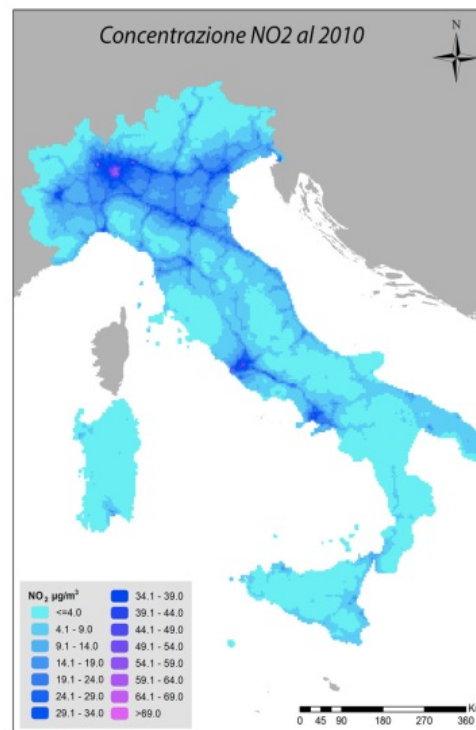 Concentrazione NO2 al 2010
N
NO₂ µg/m³
<=4.0
4.1 - 9.0
9.1 - 14.0
14.1 - 19.0
19.1 - 24.0
24.1 - 29.0
29.1 - 34.0
34.1 - 39.0
39.1 - 44.0
44.1 - 49.0
49.1 - 54.0
54.1 - 59.0
59.1 - 64.0
64.1 - 69.0
>69.0
0 45 90 180 270 360